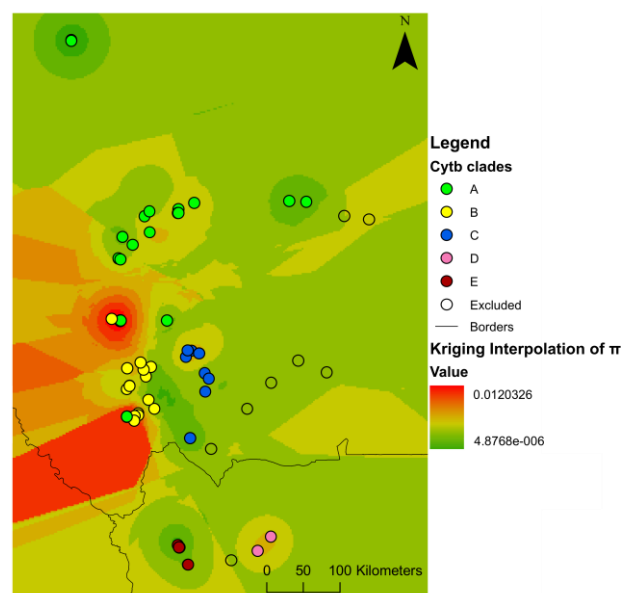 N
Legend
Cytb clades
A
B
C
D
E
Excluded
Borders
Kriging Interpolation of π
Value
0.0120326
4.8768e-006
0 50 100 Kilometers